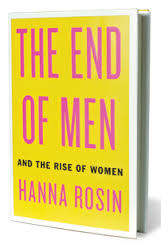 THE END
OF MEN
AND THE RISE OF WOMEN
HANNA ROSIN